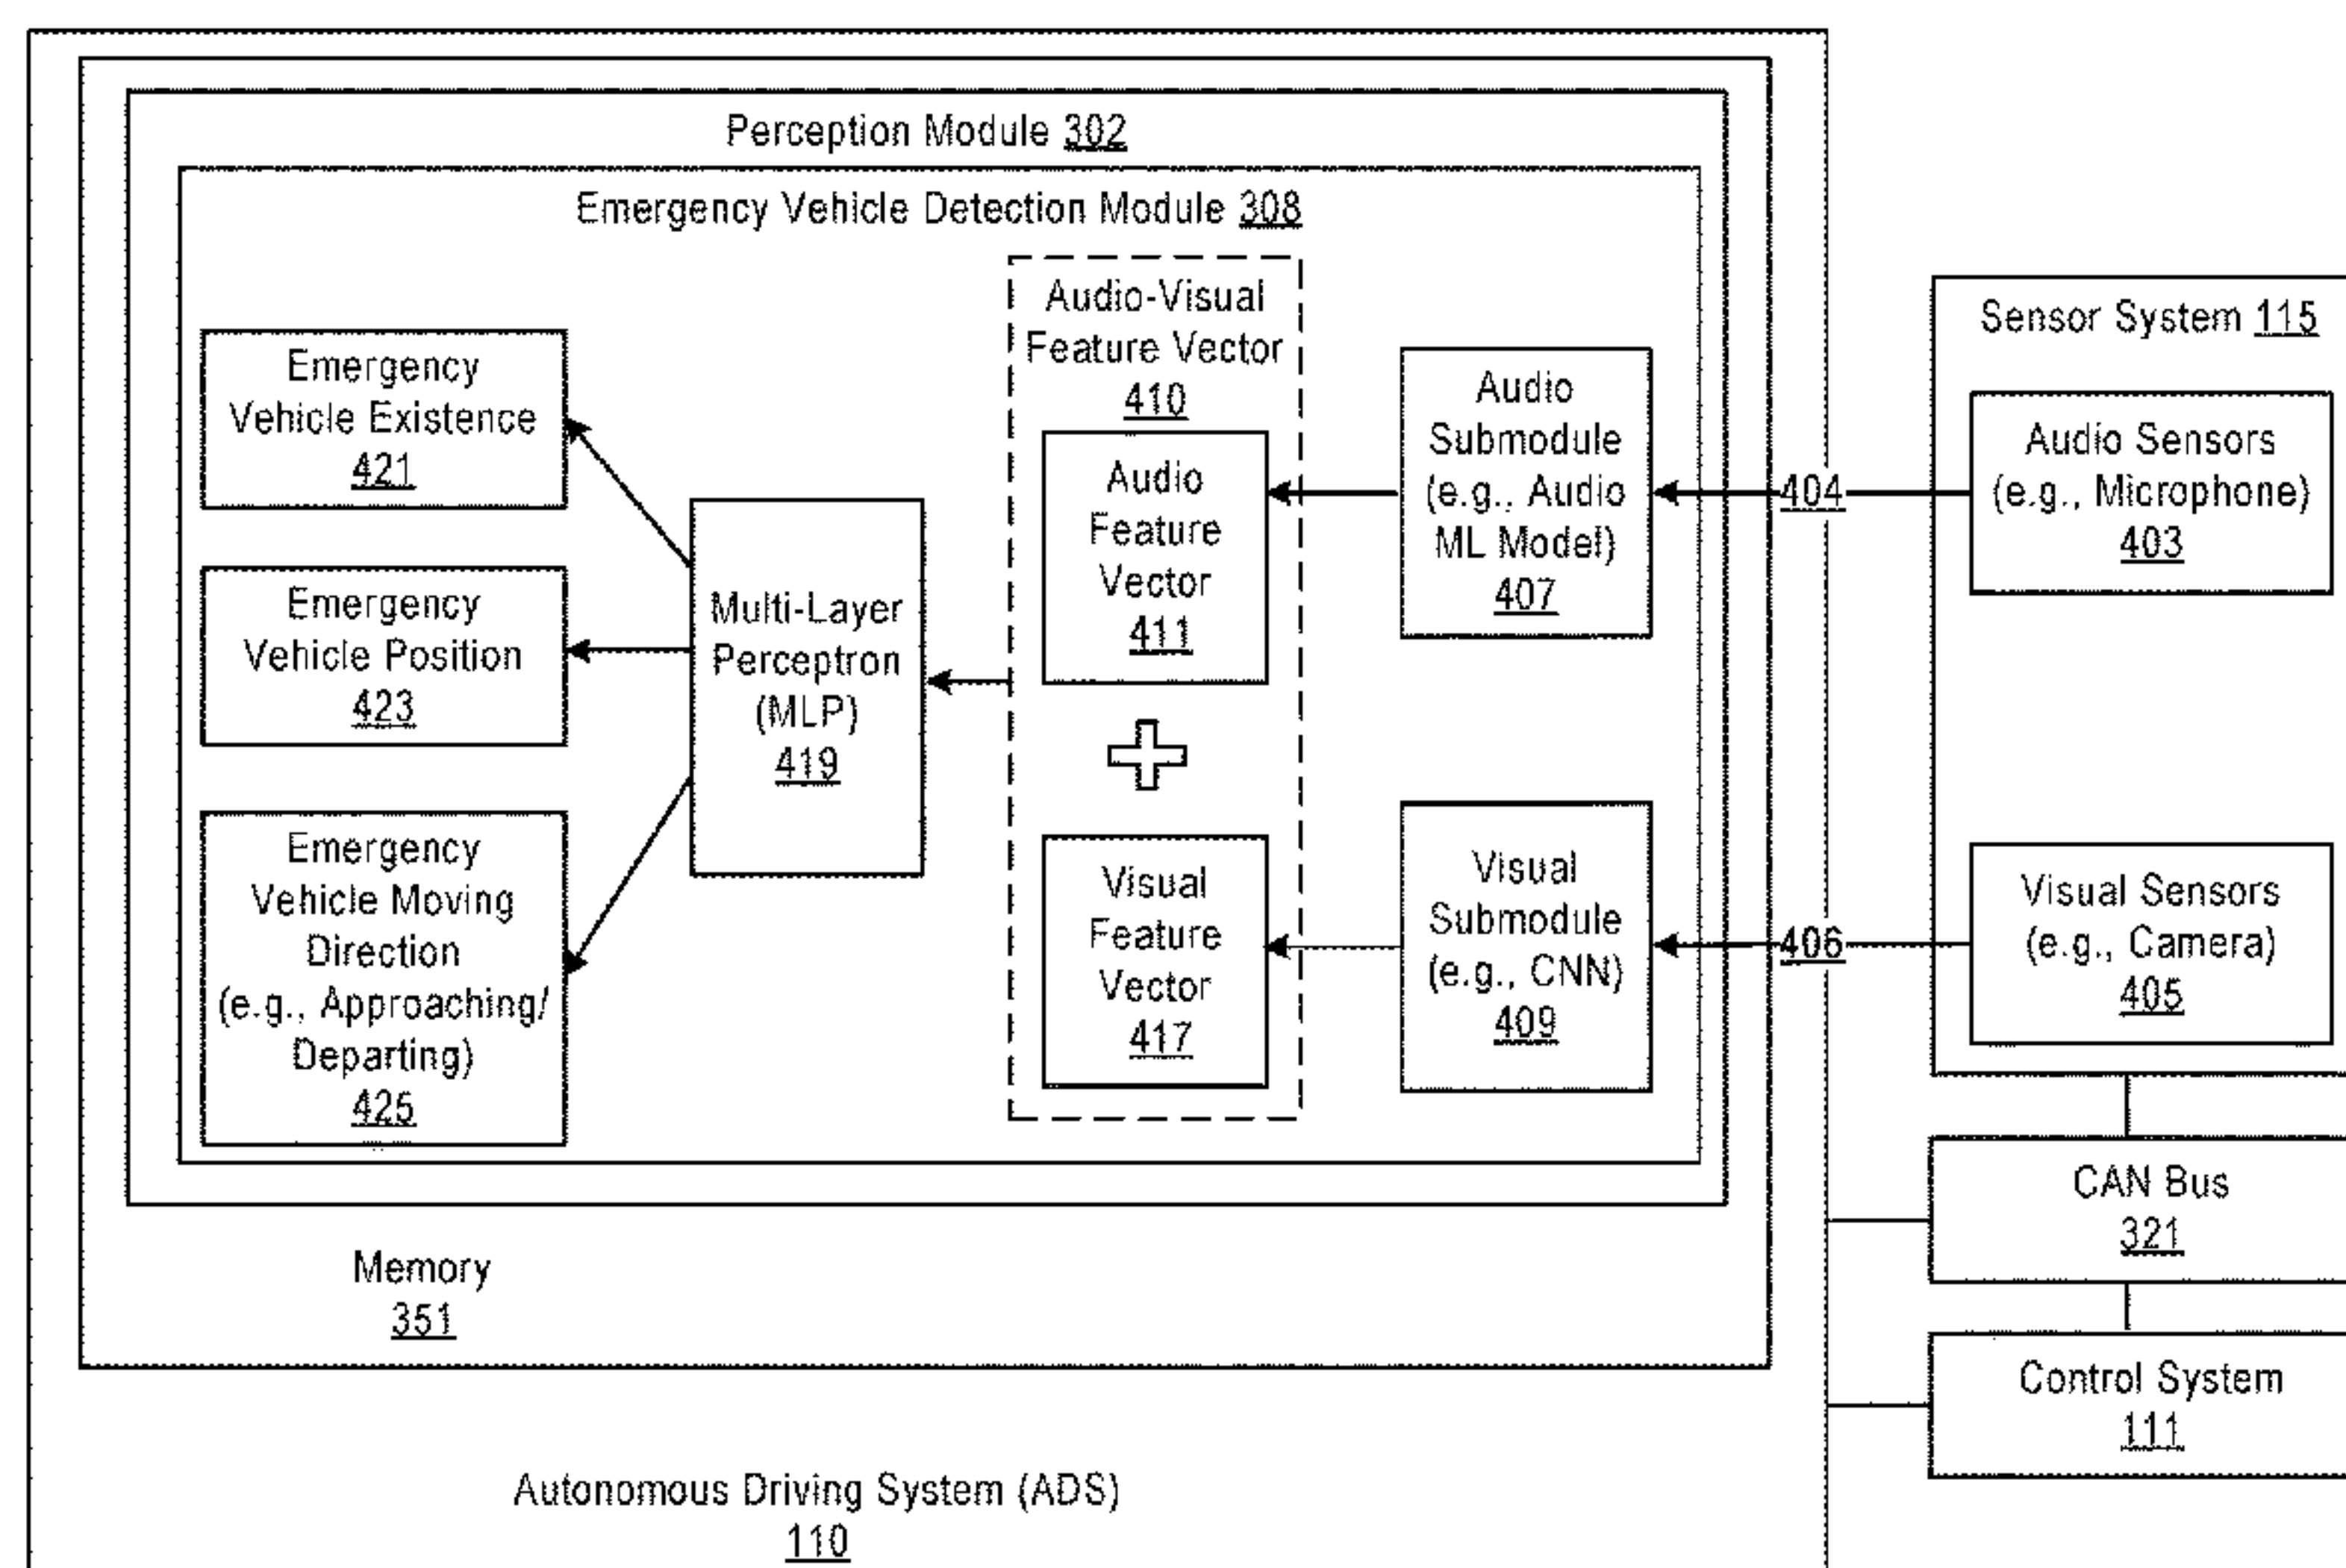 Perception Module 302
Emergency Vehicle Detection Module 308
Emergency
Vehicle Existence
421
Emergency
Vehicle Position
423
Emergency
Vehicle Moving
Direction
(e.g., Approaching/
Departing)
425
Multi-Layer
Perceptron
(MLP)
419
Audio-Visual
Feature Vector
410
Audio
Feature
Vector
411
Visual
Feature
Vector
417
Audio
Submodule
(e.g., Audio
ML Model)
407
Visual
Submodule
(e.g., CNN)
409
404
406
Sensor System 115
Audio Sensors
(e.g., Microphone)
403
Visual Sensors
(e.g., Camera)
405
CAN Bus
321
Control System
111
Memory
351
Autonomous Driving System (ADS)
110